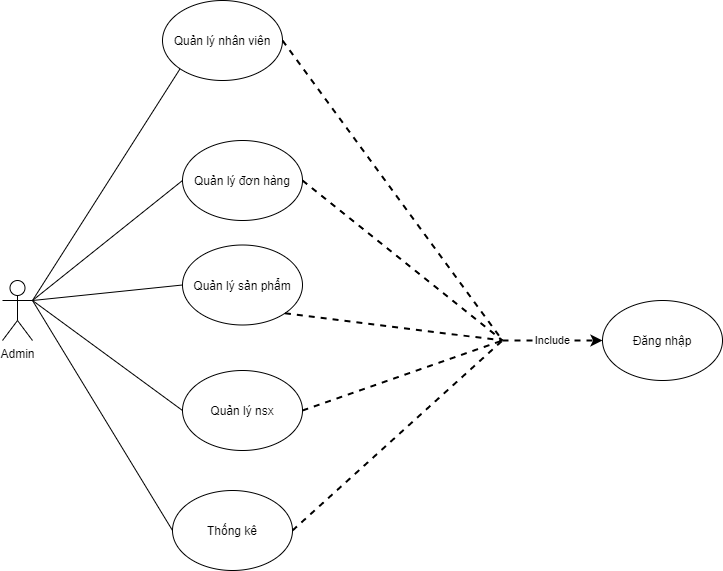 Quản lý nhân viên
Quản lý đơn hàng
Quản lý sản phẩm
Include
Đăng nhập
Admin
Quản lý nsx
Thống kê